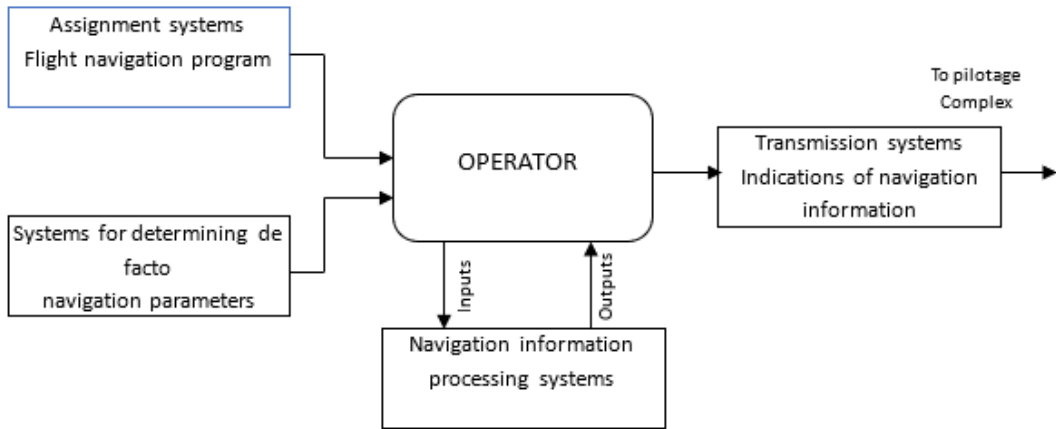 Assignment systems
Flight navigation program
To pilotage
Complex
OPERATOR
Transmission systems
Indications of navigation
information
Systems for determining de
facto
navigation parameters
Inputs
Outputs
Navigation information
processing systems